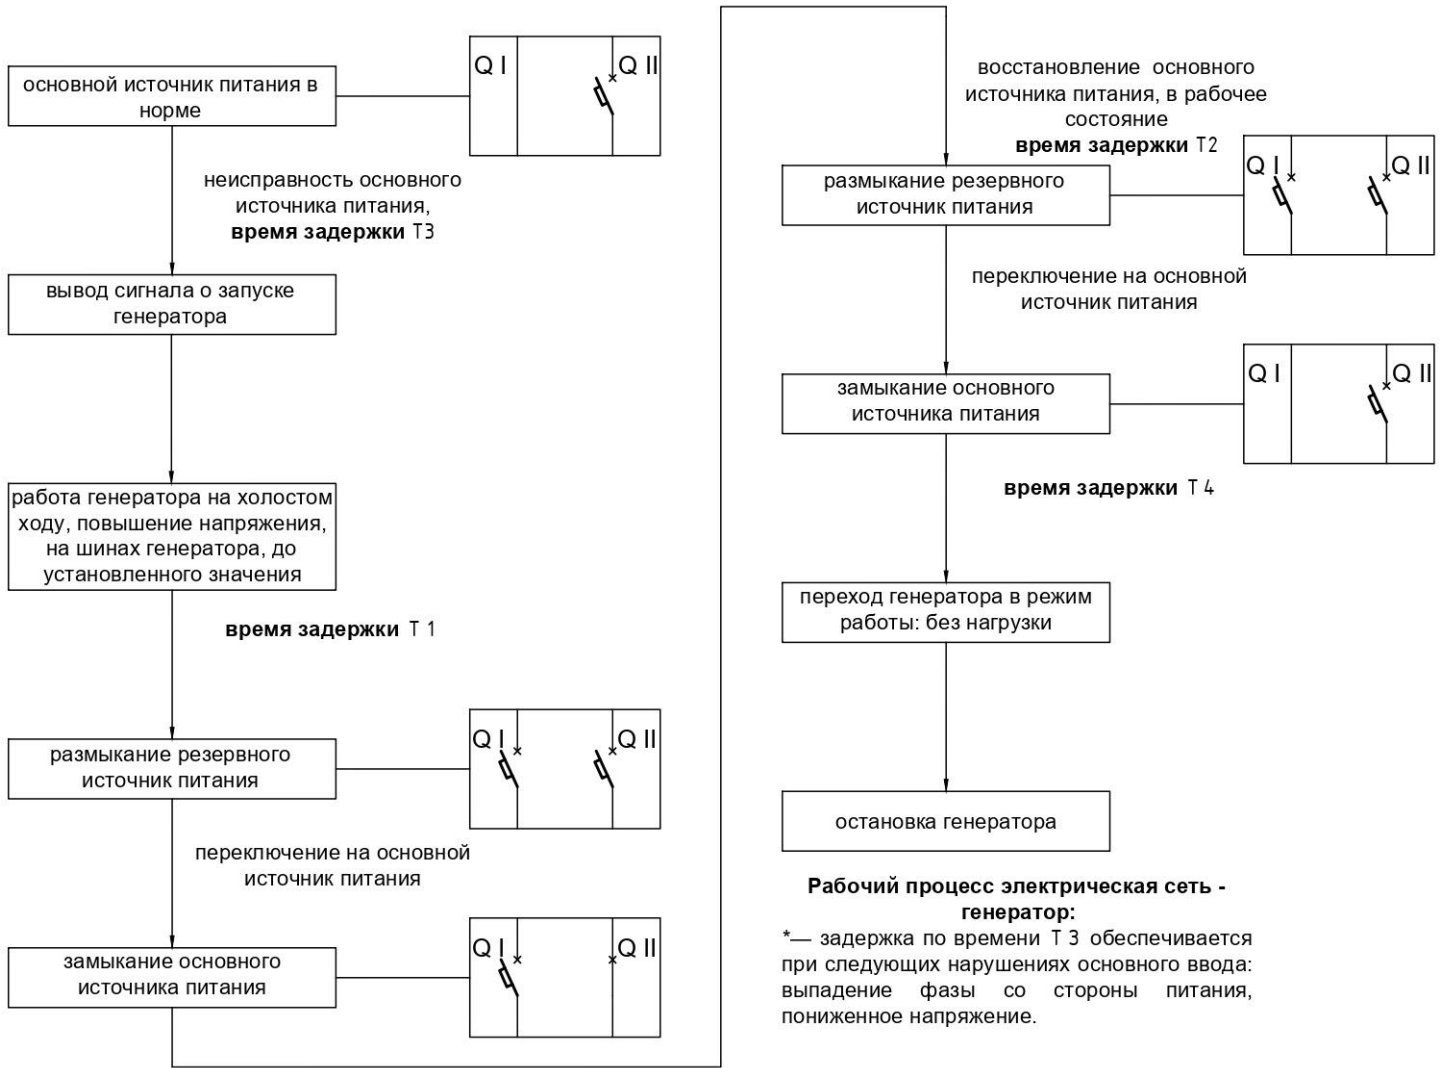 основной источник питания в
норме
Q I
Q II
неисправность основного
источника питания,
время задержки T3
вывод сигнала о запуске
генератора
работа генератора на холостом
ходу, повышение напряжения,
на шинах генератора, до
установленного значения
время задержки T 1
размыкание резервного
источник питания
Q I
Q II
переключение на основной
источник питания
замыкание основного
источника питания
Q I
Q II
восстановление основного
источника питания, в рабочее
состояние
время задержки T2
размыкание резервного
источник питания
Q I
Q II
переключение на основной
источник питания
замыкание основного
источника питания
Q I
Q II
время задержки T 4
переход генератора в режим
работы: без нагрузки
остановка генератора
Рабочий процесс электрическая сеть -
генератор:
*— задержка по времени T 3 обеспечивается
при следующих нарушениях основного ввода:
выпадение фазы со стороны питания,
пониженное напряжение.